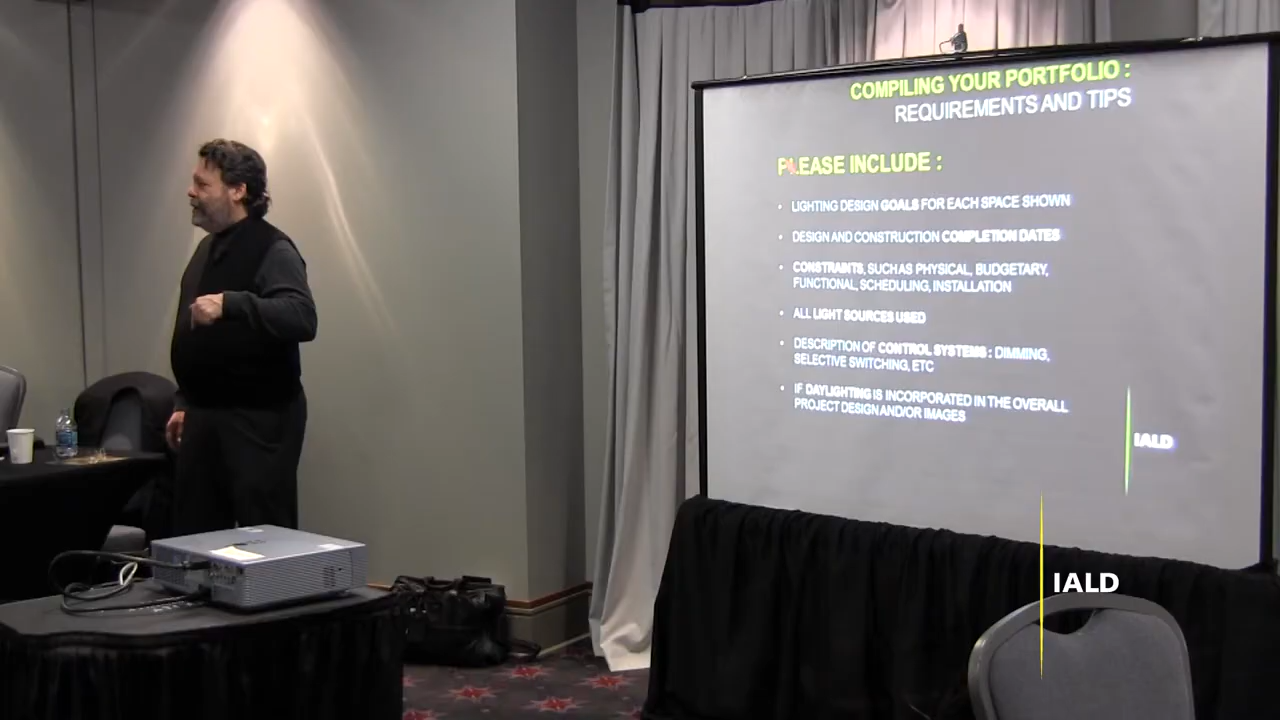 COMPILING YOUR PORTFOLIO :
REQUIREMENTS AND TIPS
PLEASE INCLUDE :
• LIGHTING DESIGN GOALS FOR EACH SPACE SHOWN
• DESIGN AND CONSTRUCTION COMPLETION DATES
• CONSTRAINTS, SUCH AS PHYSICAL, BUDGETARY,
FUNCTIONAL, SCHEDULING, INSTALLATION
• ALL LIGHT SOURCES USED
• DESCRIPTION OF CONTROL SYSTEMS : DIMMING,
SELECTIVE SWITCHING, ETC
• IF DAYLIGHTING IS INCORPORATED IN THE OVERALL
PROJECT DESIGN AND/OR IMAGES
IALD
IALD